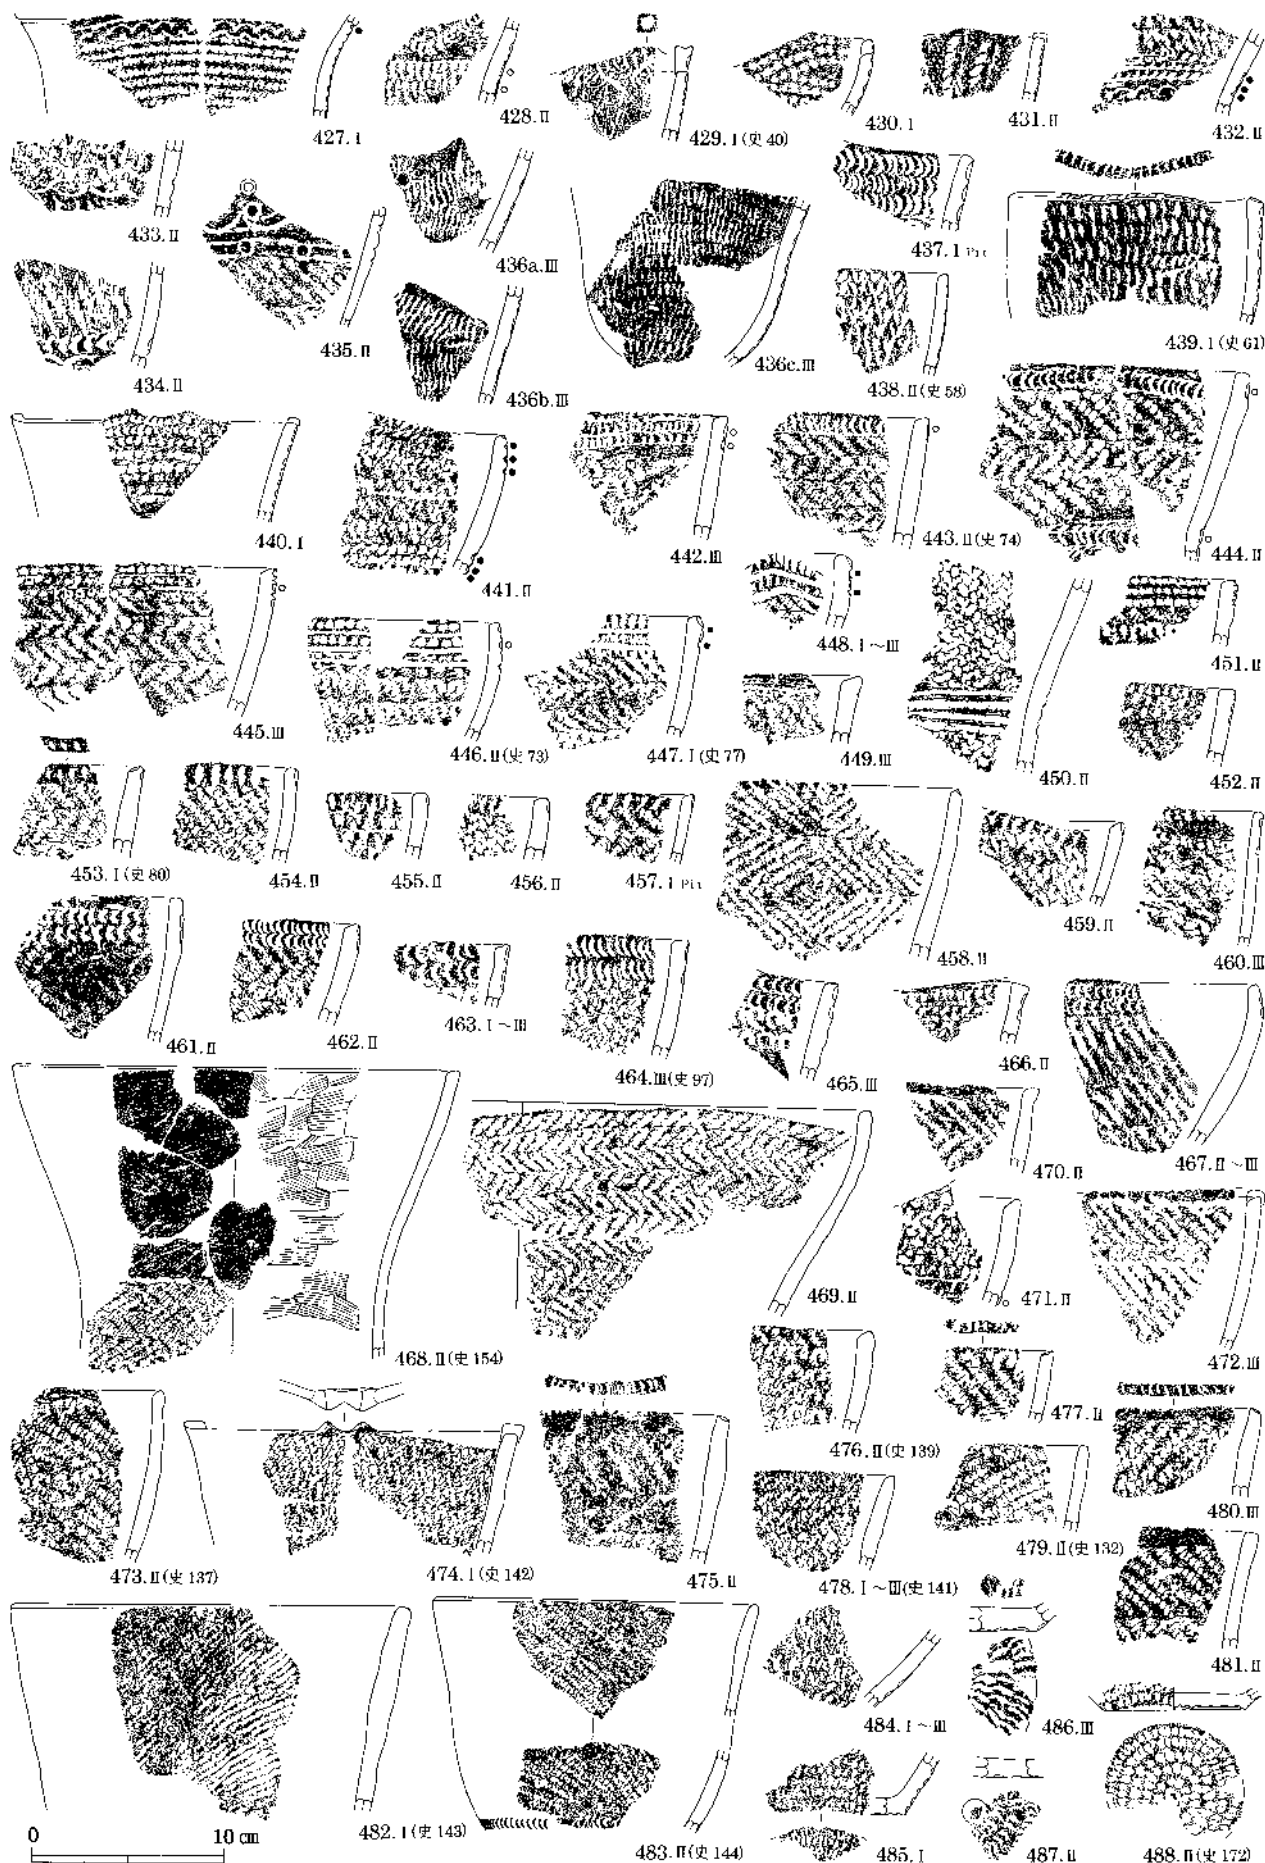 427. I
428. II
429. I (史 40)
430. I
431. II
432. II
433. II
434. II
435. II
436a. III
436b. III
436c. III
437. I Pit
438. II (史 58)
439. I (史 61)
440. I
441. II
442. III
443. II (史 74)
444. II
445. III
446. II (史 73)
447. I (史 77)
448. I～III
449. III
450. II
451. II
452. II
453. I (史 80)
454. II
455. II
456. II
457. I Pit
458. II
459. II
460. III
461. II
462. II
463. I～III
464. III (史 97)
465. III
466. II
467. II～III
468. II (史 154)
469. II
470. II
471. II
472. III
473. II (史 137)
474. I (史 142)
475. II
476. II (史 139)
477. II
478. I～III (史 141)
479. II (史 132)
480. III
481. II
482. I (史 143)
483. II (史 144)
484. I～III
485. I
486. III
487. II
488. II (史 172)
0 10 cm